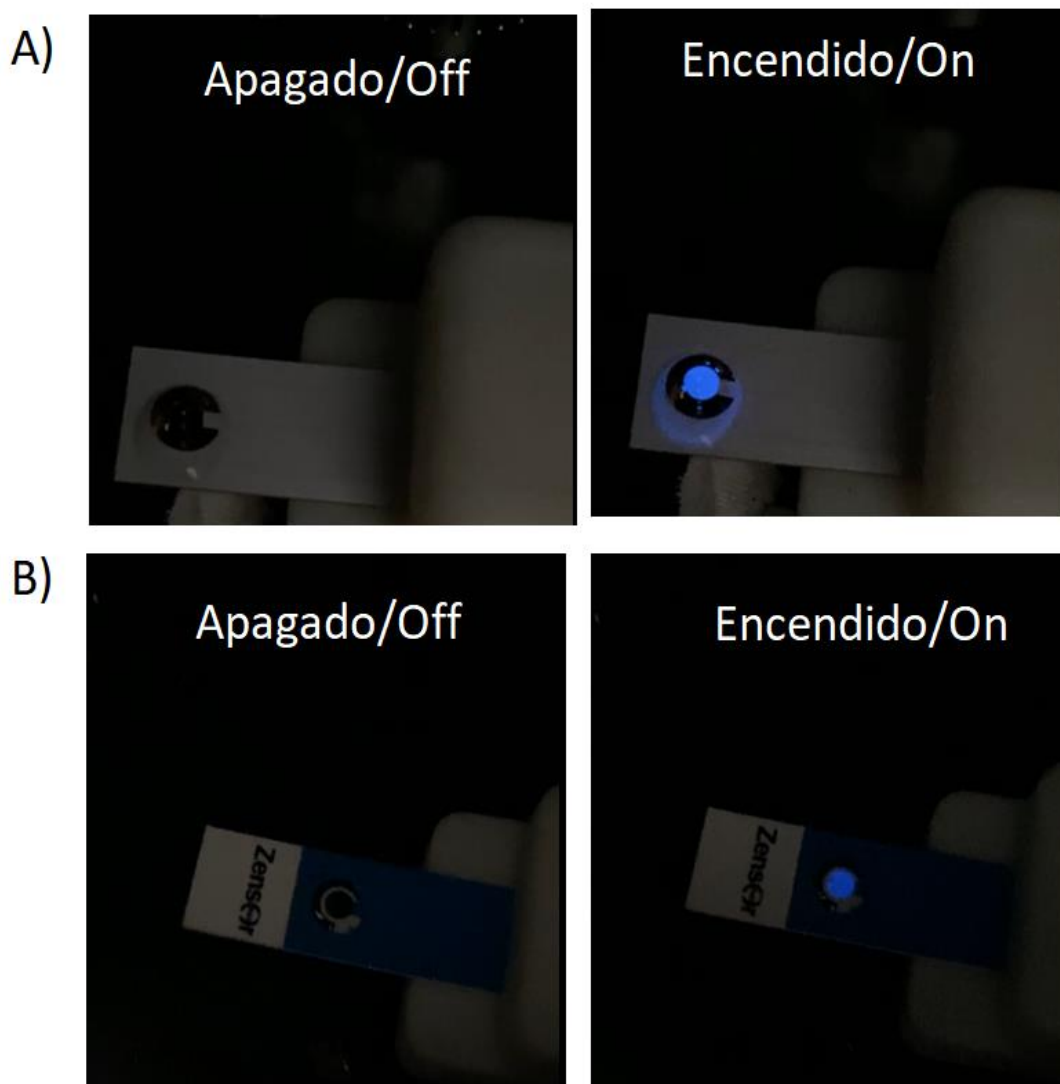 A)
Apagado/Off
Encendido/On
B)
Apagado/Off
Encendido/On
Zensor
Zensor